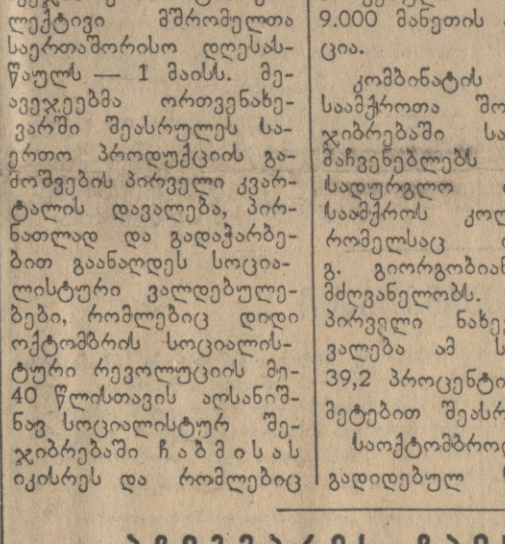 ლექტივი მშრომელთა
საერთაშორისო დღესას-
წაულს — 1 მაისს. მე-
ავეჯეებმა ორთვენახე-
ვარში შეასრულეს სა-
ერთო პროდუქციის გა-
მოშვების პირველი კვარ-
ტალის დავალება, პირ-
ნათლად და გადაჭარბე-
ბით გაანაღდეს სოცია-
ლისტური ვალდებულე-
ბები, რომლებიც დიდი
ოქტომბრის სოციალის-
ტური რევოლუციის მე-
40 წლისთავის აღსანიშ-
ნავ სოციალისტურ შე-
ჯიბრებაში ჩაბმისას
იკისრეს და რომლებიც
9.000 მანეთის
ცია.
კომბინატის
საამქროთა შო
ჯიბრებაში სა
მაჩვენებლებს
სადურგლო
საამქროს კოლ
რომელსაც
გ. გიორგობიან
მძღვანელობს.
პირველი ნახე
ვალება ამ ს
39,2 პროცენტი
მეტებით შეასრ
საოქტომბრო
გადიდებულ